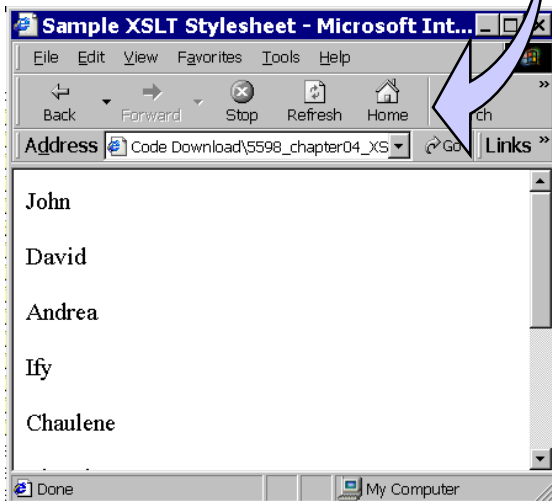 Sample XSLT Stylesheet - Microsoft Int...
File Edit View Favorites Tools Help
»
Back Forward Stop Refresh Home
Address Code Download\5598_chapter04_XS Go Links »
John
David
Andrea
Ify
Chaulene
Done My Computer